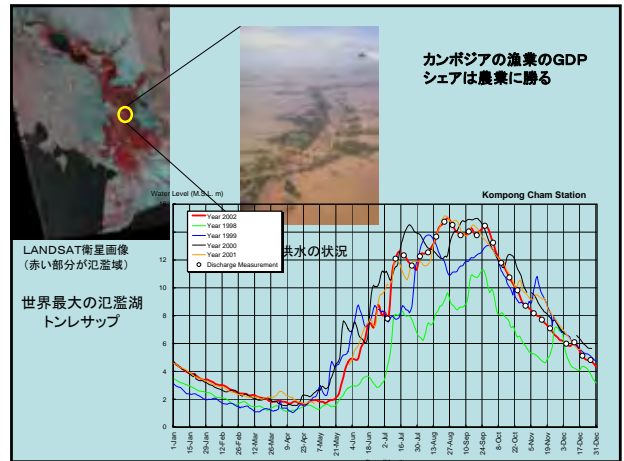 カンボジアの漁業のGDP
シェアは農業に勝る
LANDSAT衛星画像
(赤い部分が氾濫域)
世界最大の氾濫湖
トンレサップ
洪水の状況
Water Level (M.S.L. m)
Kompong Cham Station
Year 2002
Year 1998
Year 1999
Year 2000
Year 2001
Discharge Measurement
14
12
10
8
6
4
2
0
1-Jan
15-Jan
29-Jan
12-Feb
26-Feb
12-Mar
26-Mar
9-Apr
23-Apr
7-May
21-May
4-Jun
18-Jun
2-Jul
16-Jul
30-Jul
13-Aug
27-Aug
10-Sep
24-Sep
8-Oct
22-Oct
5-Nov
19-Nov
3-Dec
17-Dec
31-Dec